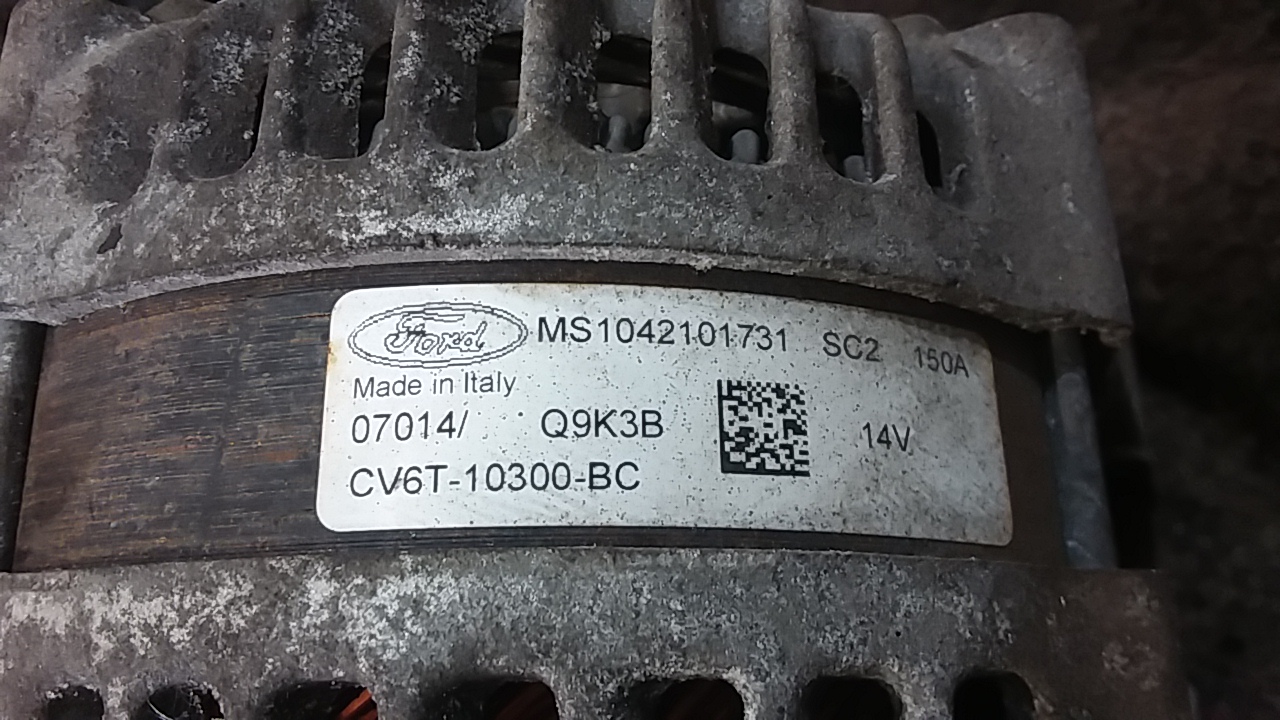 Ford MS1042101731 SC2 150A
Made in Italy
07014/ Q9K3B 14V
CV6T-10300-BC